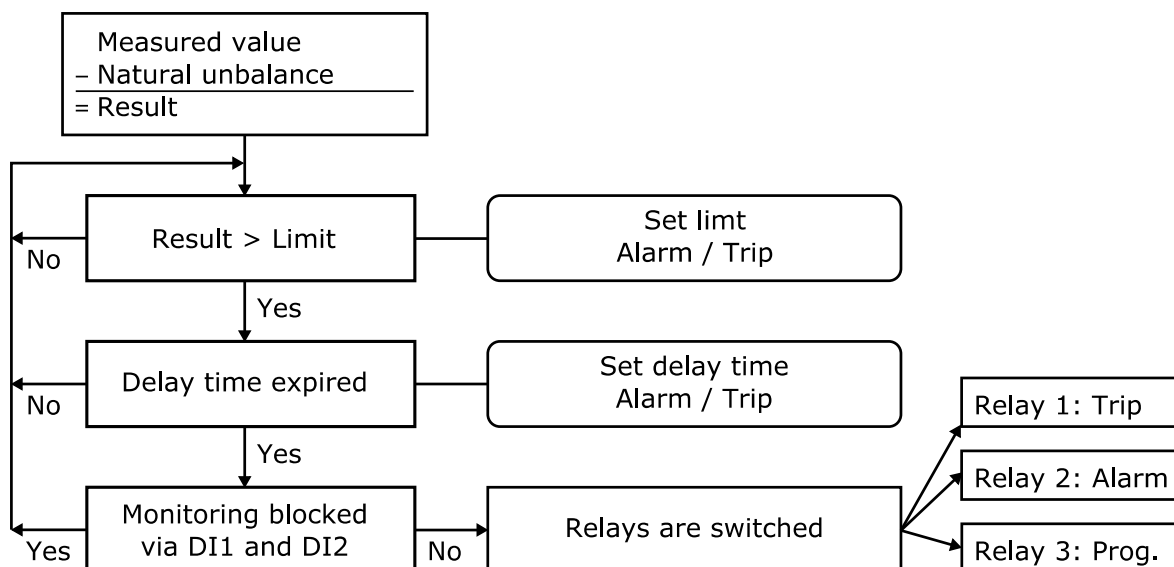 Measured value
– Natural unbalance
= Result
Result > Limit
No
Yes
Set limt
Alarm / Trip
Delay time expired
No
Yes
Set delay time
Alarm / Trip
Monitoring blocked
via DI1 and DI2
Yes
No
Relays are switched
Relay 1: Trip
Relay 2: Alarm
Relay 3: Prog.